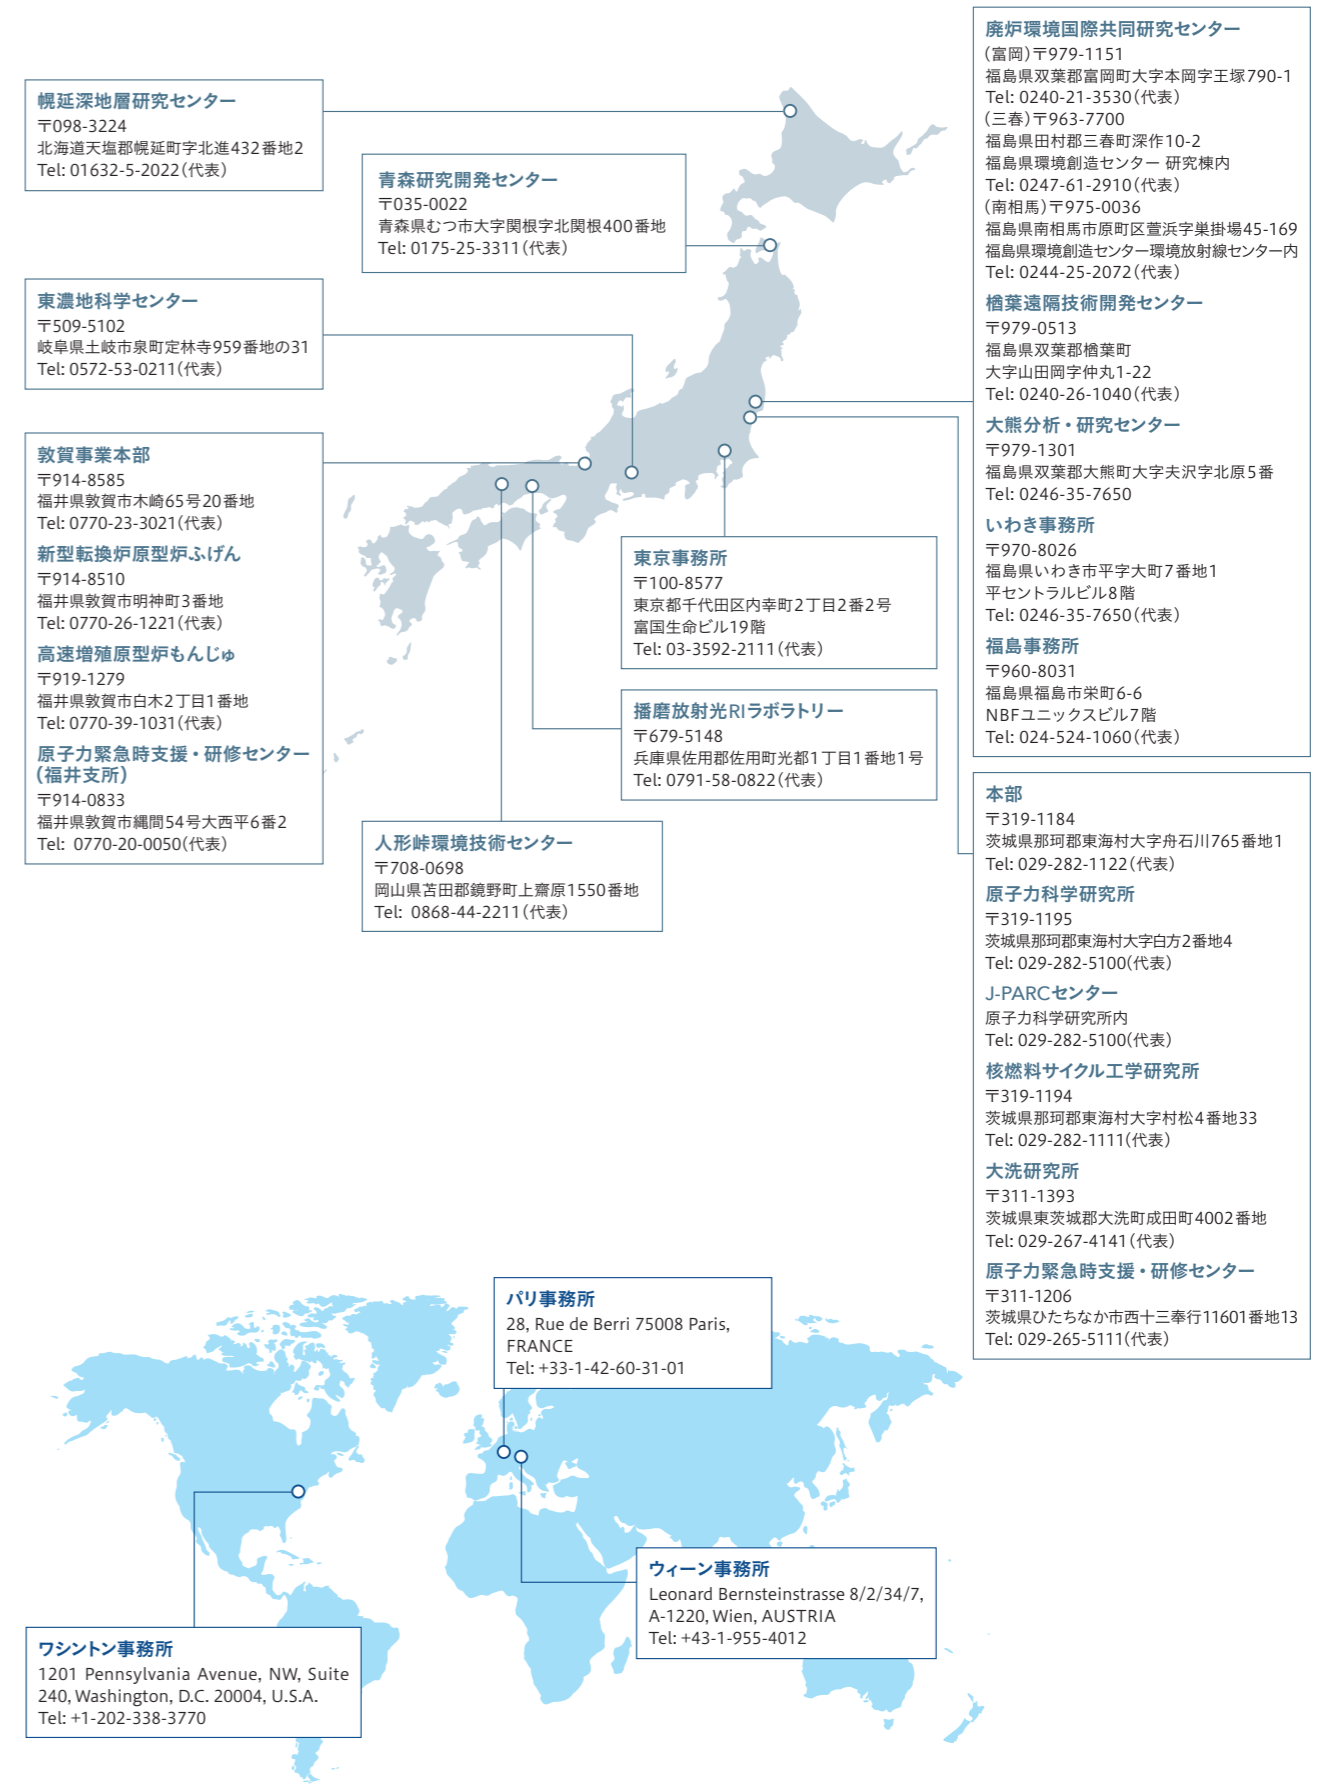 幌延深地層研究センター
〒098-3224
北海道天塩郡幌延町字北進432番地2
Tel: 01632-5-2022（代表）
青森研究開発センター
〒035-0022
青森県むつ市大字関根字北関根400番地
Tel: 0175-25-3311（代表）
東濃地科学センター
〒509-5102
岐阜県土岐市泉町定林寺959番地の31
Tel: 0572-53-0211（代表）
敦賀事業本部
〒914-8585
福井県敦賀市木崎65号20番地
Tel: 0770-23-3021（代表）
新型転換炉原型炉ふげん
〒914-8510
福井県敦賀市明神町3番地
Tel: 0770-26-1221（代表）
高速増殖原型炉もんじゅ
〒919-1279
福井県敦賀市白木2丁目1番地
Tel: 0770-39-1031（代表）
原子力緊急時支援・研修センター
（福井支所）
〒914-0833
福井県敦賀市縄間54号大西平6番2
Tel: 0770-20-0050（代表）
東京事務所
〒100-8577
東京都千代田区内幸町2丁目2番2号
富国生命ビル19階
Tel: 03-3592-2111（代表）
播磨放射光RIラボラトリー
〒679-5148
兵庫県佐用郡佐用町光都1丁目1番地1号
Tel: 0791-58-0822（代表）
人形峠環境技術センター
〒708-0698
岡山県苫田郡鏡野町上齋原1550番地
Tel: 0868-44-2211（代表）
廃炉環境国際共同研究センター
（富岡）〒979-1151
福島県双葉郡富岡町大字本岡字王塚790-1
Tel: 0240-21-3530（代表）
（三春）〒963-7700
福島県田村郡三春町深作10-2
福島県環境創造センター 研究棟内
Tel: 0247-61-2910（代表）
（南相馬）〒975-0036
福島県南相馬市原町区萱浜字巣掛場45-169
福島県環境創造センター環境放射線センター内
Tel: 0244-25-2072（代表）
楢葉遠隔技術開発センター
〒979-0513
福島県双葉郡楢葉町
大字山田岡字仲丸1-22
Tel: 0240-26-1040（代表）
大熊分析・研究センター
〒979-1301
福島県双葉郡大熊町大字夫沢字北原5番
Tel: 0246-35-7650
いわき事務所
〒970-8026
福島県いわき市平字大町7番地1
平セントラルビル8階
Tel: 0246-35-7650（代表）
福島事務所
〒960-8031
福島県福島市栄町6-6
NBFユニックスビル7階
Tel: 024-524-1060（代表）
本部
〒319-1184
茨城県那珂郡東海村大字舟石川765番地1
Tel: 029-282-1122（代表）
原子力科学研究所
〒319-1195
茨城県那珂郡東海村大字白方2番地4
Tel: 029-282-5100（代表）
J-PARCセンター
原子力科学研究所内
Tel: 029-282-5100（代表）
核燃料サイクル工学研究所
〒319-1194
茨城県那珂郡東海村大字村松4番地33
Tel: 029-282-1111（代表）
大洗研究所
〒311-1393
茨城県東茨城郡大洗町成田町4002番地
Tel: 029-267-4141（代表）
原子力緊急時支援・研修センター
〒311-1206
茨城県ひたちなか市西十三奉行11601番地13
Tel: 029-265-5111（代表）
パリ事務所
28, Rue de Berri 75008 Paris,
FRANCE
Tel: +33-1-42-60-31-01
ウィーン事務所
Leonard Bernsteinstrasse 8/2/34/7,
A-1220, Wien, AUSTRIA
Tel: +43-1-955-4012
ワシントン事務所
1201 Pennsylvania Avenue, NW, Suite
240, Washington, D.C. 20004, U.S.A.
Tel: +1-202-338-3770